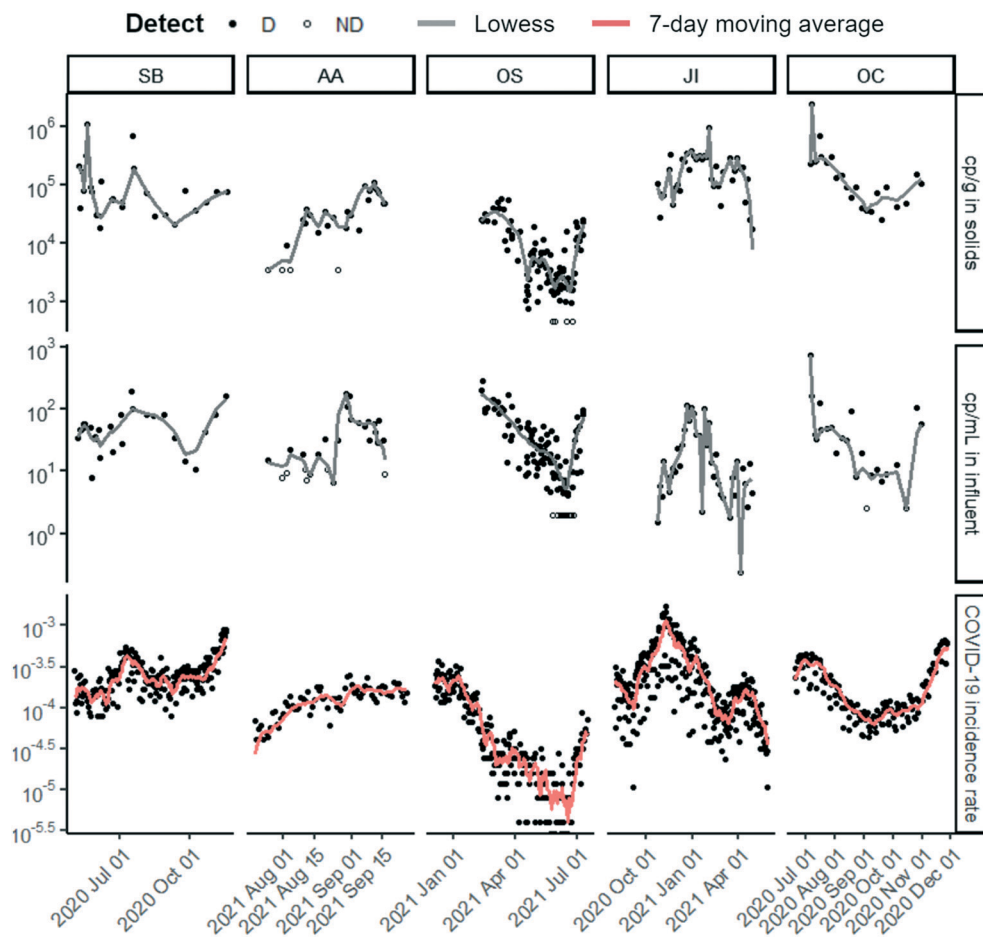 Detect D ND Lowess 7-day moving average
SB AA OS JI OC
10^6
10^5
10^4
10^3
cp/g in solids
10^3
10^2
10^1
10^0
cp/mL in influent
10^-3
10^-3.5
10^-4
10^-4.5
10^-5
10^-5.5
COVID-19 incidence rate
2020 Jul 01
2020 Oct 01
2021 Aug 01
2021 Aug 15
2021 Sep 01
2021 Sep 15
2021 Jan 01
2021 Apr 01
2021 Jul 01
2020 Oct 01
2021 Jan 01
2021 Apr 01
2020 Jul 01
2020 Aug 01
2020 Sep 01
2020 Oct 01
2020 Nov 01
2020 Dec 01